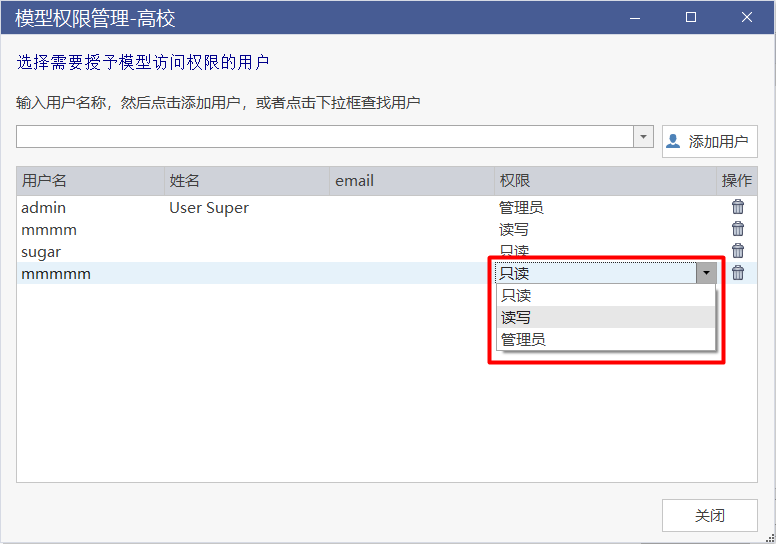 模型权限管理-高校
选择需要授予模型访问权限的用户
输入用户名称，然后点击添加用户，或者点击下拉框查找用户
添加用户
用户名 姓名 email 权限 操作
admin User Super 管理员
mmmm 读写
sugar 只读
mmmmm 只读
只读
读写
管理员
关闭